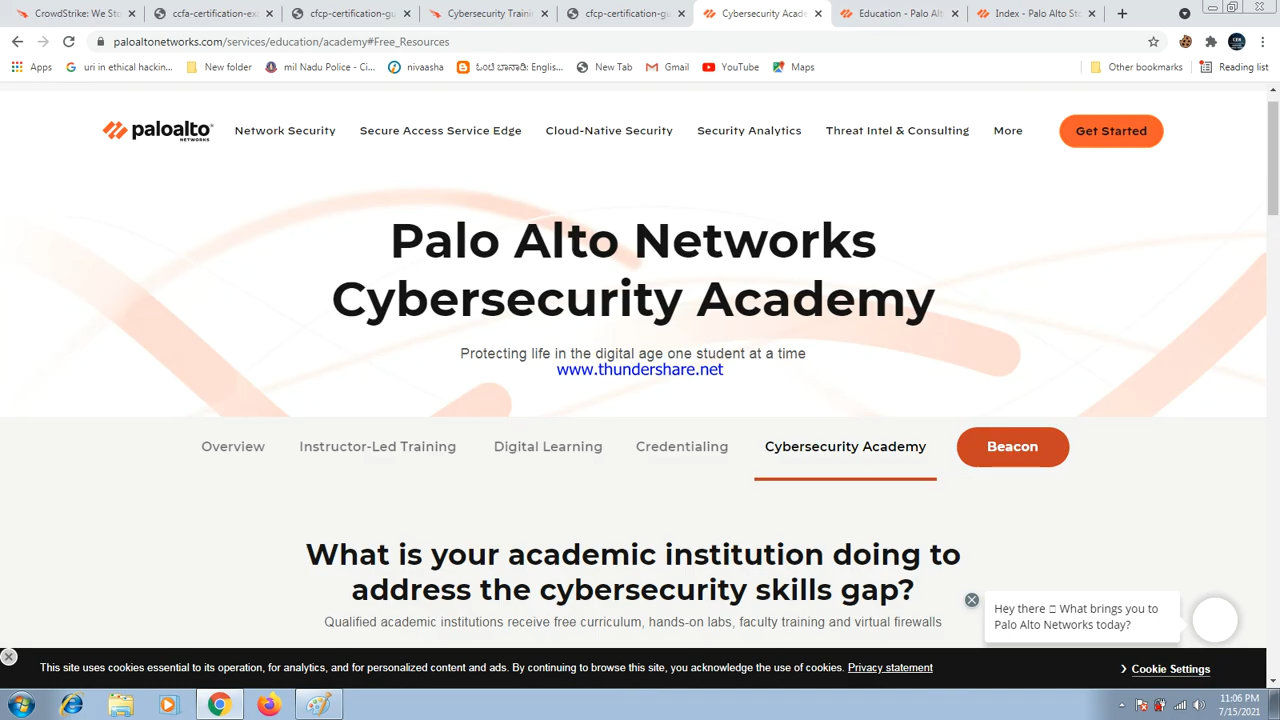 CrowdStrike: We Sto
ccfa-certification-exa
cfcp-certification-gu
Cybersecurity Traini
cfcp-certification-gu
Cybersecurity Acade
Education - Palo Alt
Index - Palo Alto St
paloaltonetworks.com/services/education/academy#Free_Resources
Apps
uri in ethical hackin...
New folder
mil Nadu Police - Ci...
nivaasha
ಓಂಟಿ ಬಾನಾಡಿ: Englis...
New Tab
Gmail
YouTube
Maps
Other bookmarks
Reading list
paloalto
NETWORKS
Network Security
Secure Access Service Edge
Cloud-Native Security
Security Analytics
Threat Intel & Consulting
More
Get Started
Palo Alto Networks
Cybersecurity Academy
Protecting life in the digital age one student at a time
www.thundershare.net
Overview
Instructor-Led Training
Digital Learning
Credentialing
Cybersecurity Academy
Beacon
What is your academic institution doing to
address the cybersecurity skills gap?
Qualified academic institutions receive free curriculum, hands-on labs, faculty training and virtual firewalls
Hey there What brings you to
Palo Alto Networks today?
This site uses cookies essential to its operation, for analytics, and for personalized content and ads. By continuing to browse this site, you acknowledge the use of cookies. Privacy statement
Cookie Settings
11:06 PM
7/15/2021